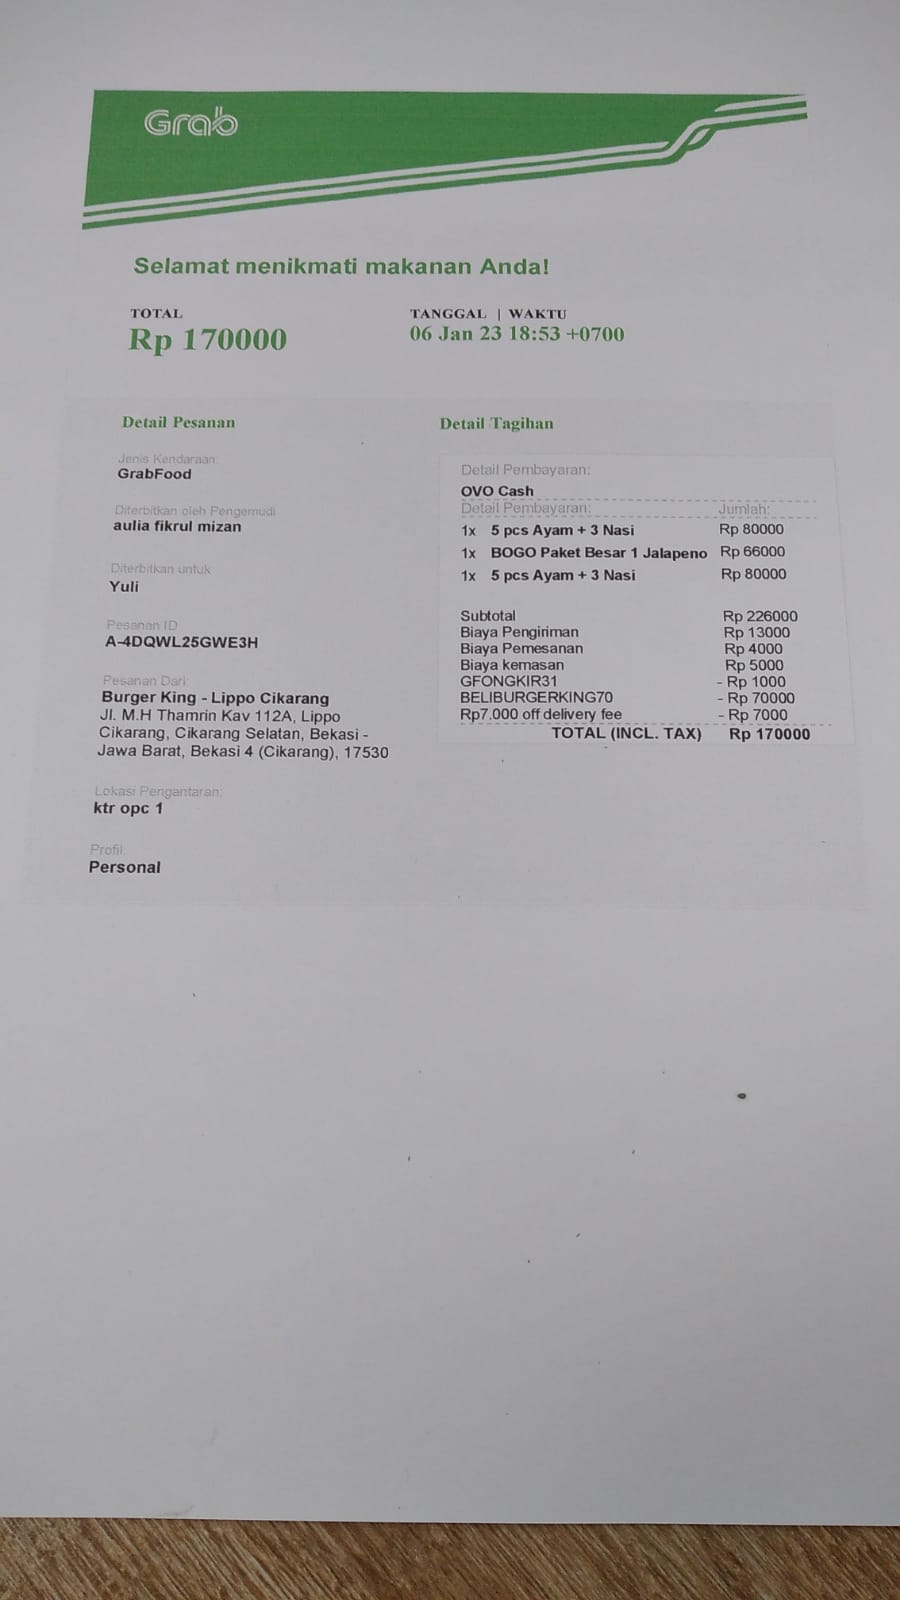 Grab
Selamat menikmati makanan Anda!
TOTAL
Rp 170000
TANGGAL | WAKTU
06 Jan 23 18:53 +0700
Detail Pesanan
Jenis Kendaraan:
GrabFood
Diterbitkan oleh Pengemudi
aulia fikrul mizan
Diterbitkan untuk
Yuli
Pesanan ID
A-4DQWL25GWE3H
Pesanan Dari:
Burger King - Lippo Cikarang
Jl. M.H Thamrin Kav 112A, Lippo
Cikarang, Cikarang Selatan, Bekasi -
Jawa Barat, Bekasi 4 (Cikarang), 17530
Lokasi Pengantaran:
ktr opc 1
Profil:
Personal
Detail Tagihan
Detail Pembayaran:
OVO Cash
Detail Pembayaran: Jumlah:
1x 5 pcs Ayam + 3 Nasi Rp 80000
1x BOGO Paket Besar 1 Jalapeno Rp 66000
1x 5 pcs Ayam + 3 Nasi Rp 80000
Subtotal Rp 226000
Biaya Pengiriman Rp 13000
Biaya Pemesanan Rp 4000
Biaya kemasan Rp 5000
GFONGKIR31 - Rp 1000
BELIBURGERKING70 - Rp 70000
Rp7.000 off delivery fee - Rp 7000
TOTAL (INCL. TAX) Rp 170000